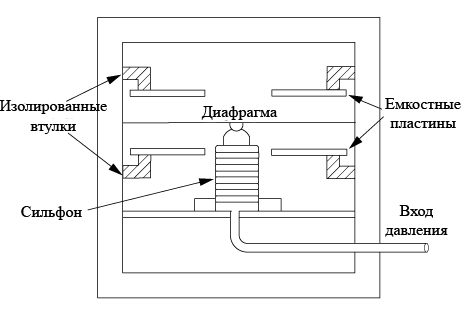 Изолированные
втулки
Диафрагма
Емкостные
пластины
Сильфон
Вход
давления